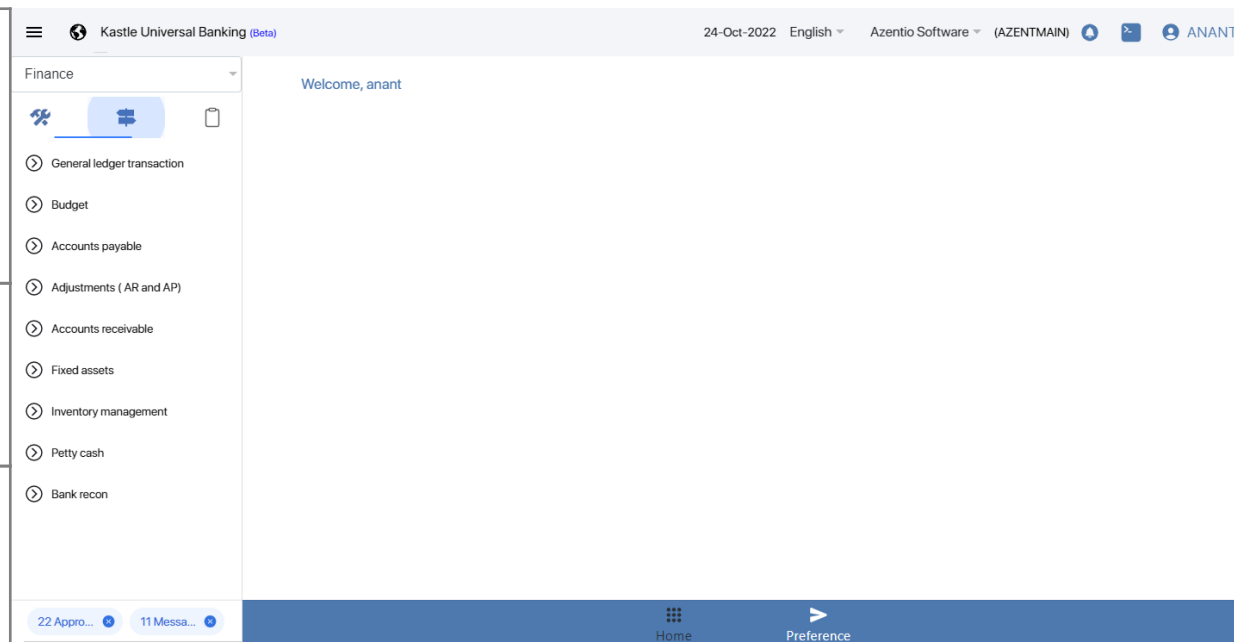 Kastle Universal Banking (Beta) 24-Oct-2022 English Azentio Software (AZENTMAIN) ANANT
Finance
Welcome, anant
General ledger transaction
Budget
Accounts payable
Adjustments ( AR and AP)
Accounts receivable
Fixed assets
Inventory management
Petty cash
Bank recon
22 Appro... 11 Messa...
Home Preference